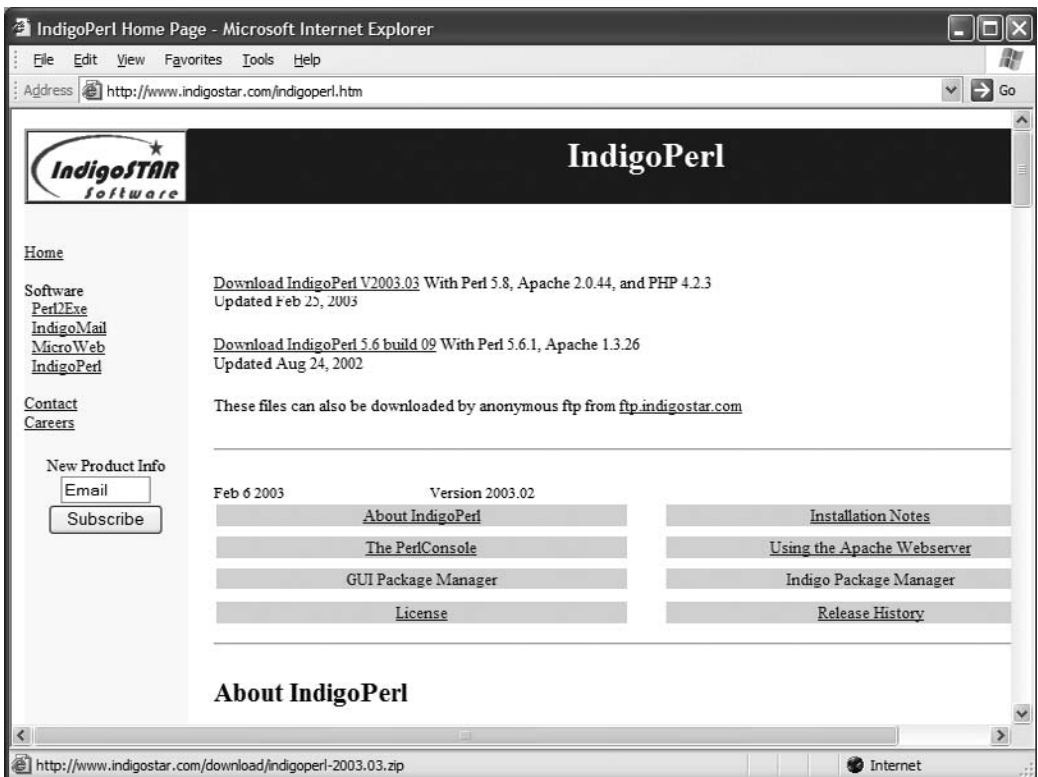 IndigoPerl Home Page - Microsoft Internet Explorer
File Edit View Favorites Tools Help
Address http://www.indigostar.com/indigoperl.htm Go
IndigoSTAR
Software
IndigoPerl
Home
Software
Perl2Exe
IndigoMail
MicroWeb
IndigoPerl
Contact
Careers
New Product Info
Email
Subscribe
Download IndigoPerl V2003.03 With Perl 5.8, Apache 2.0.44, and PHP 4.2.3
Updated Feb 25, 2003
Download IndigoPerl 5.6 build 09 With Perl 5.6.1, Apache 1.3.26
Updated Aug 24, 2002
These files can also be downloaded by anonymous ftp from ftp.indigostar.com
Feb 6 2003 Version 2003.02
About IndigoPerl Installation Notes
The PerlConsole Using the Apache Webserver
GUI Package Manager Indigo Package Manager
License Release History
About IndigoPerl
http://www.indigostar.com/download/indigoperl-2003.03.zip Internet